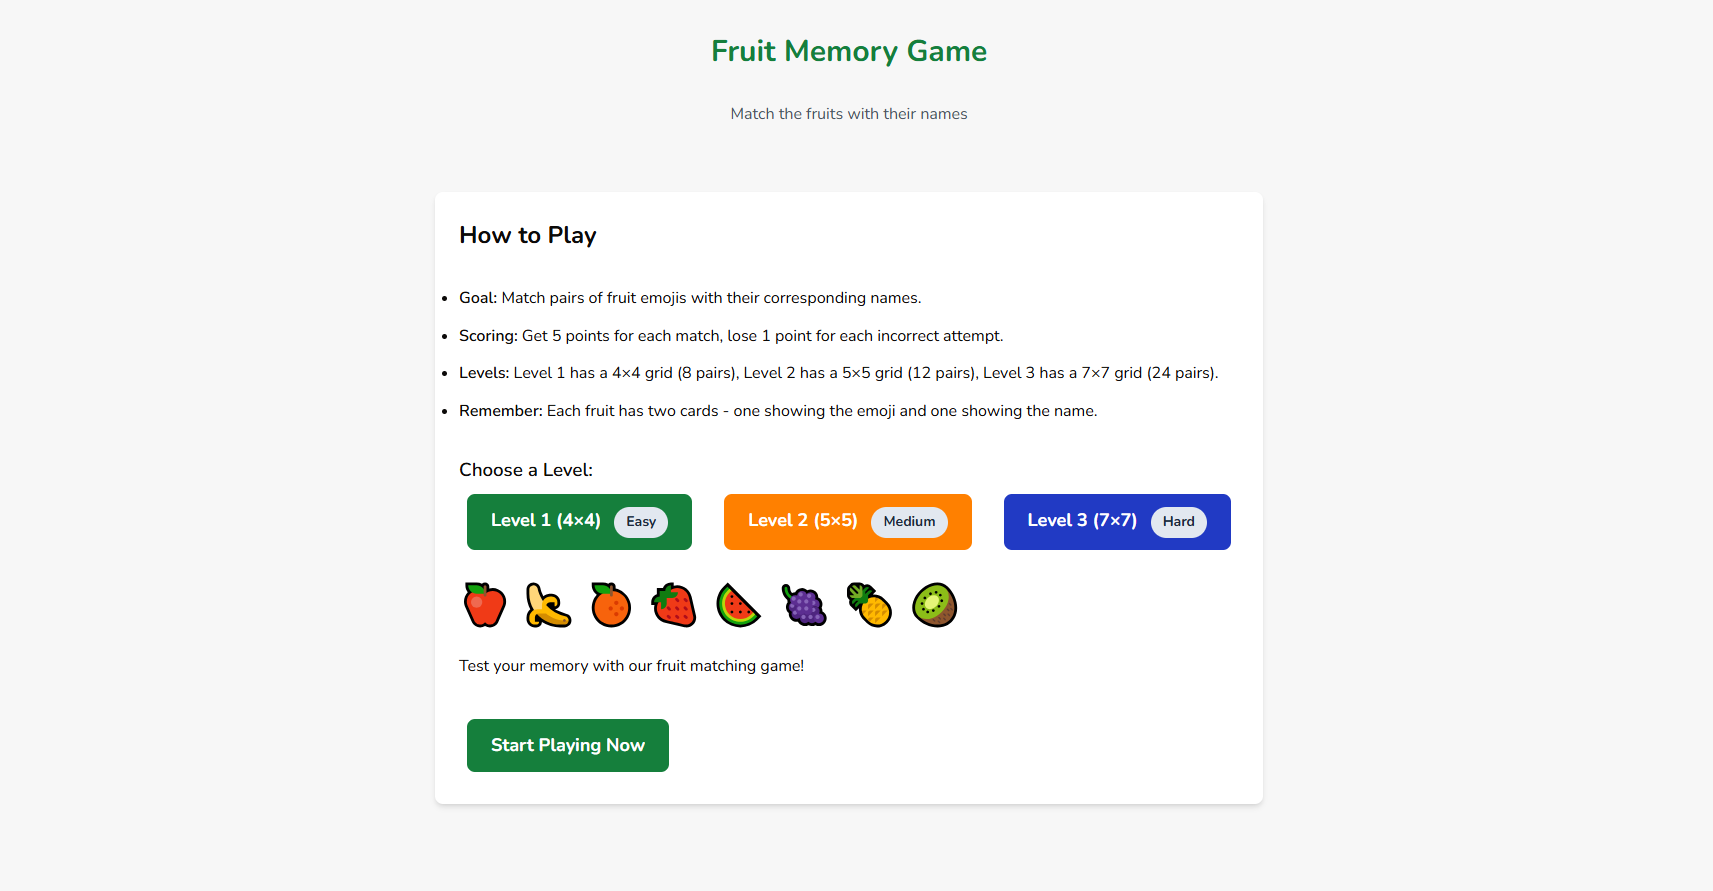 Fruit Memory Game
Match the fruits with their names
How to Play
Goal: Match pairs of fruit emojis with their corresponding names.
Scoring: Get 5 points for each match, lose 1 point for each incorrect attempt.
Levels: Level 1 has a 4×4 grid (8 pairs), Level 2 has a 5×5 grid (12 pairs), Level 3 has a 7×7 grid (24 pairs).
Remember: Each fruit has two cards - one showing the emoji and one showing the name.
Choose a Level:
Level 1 (4×4) Easy Level 2 (5×5) Medium Level 3 (7×7) Hard
Test your memory with our fruit matching game!
Start Playing Now